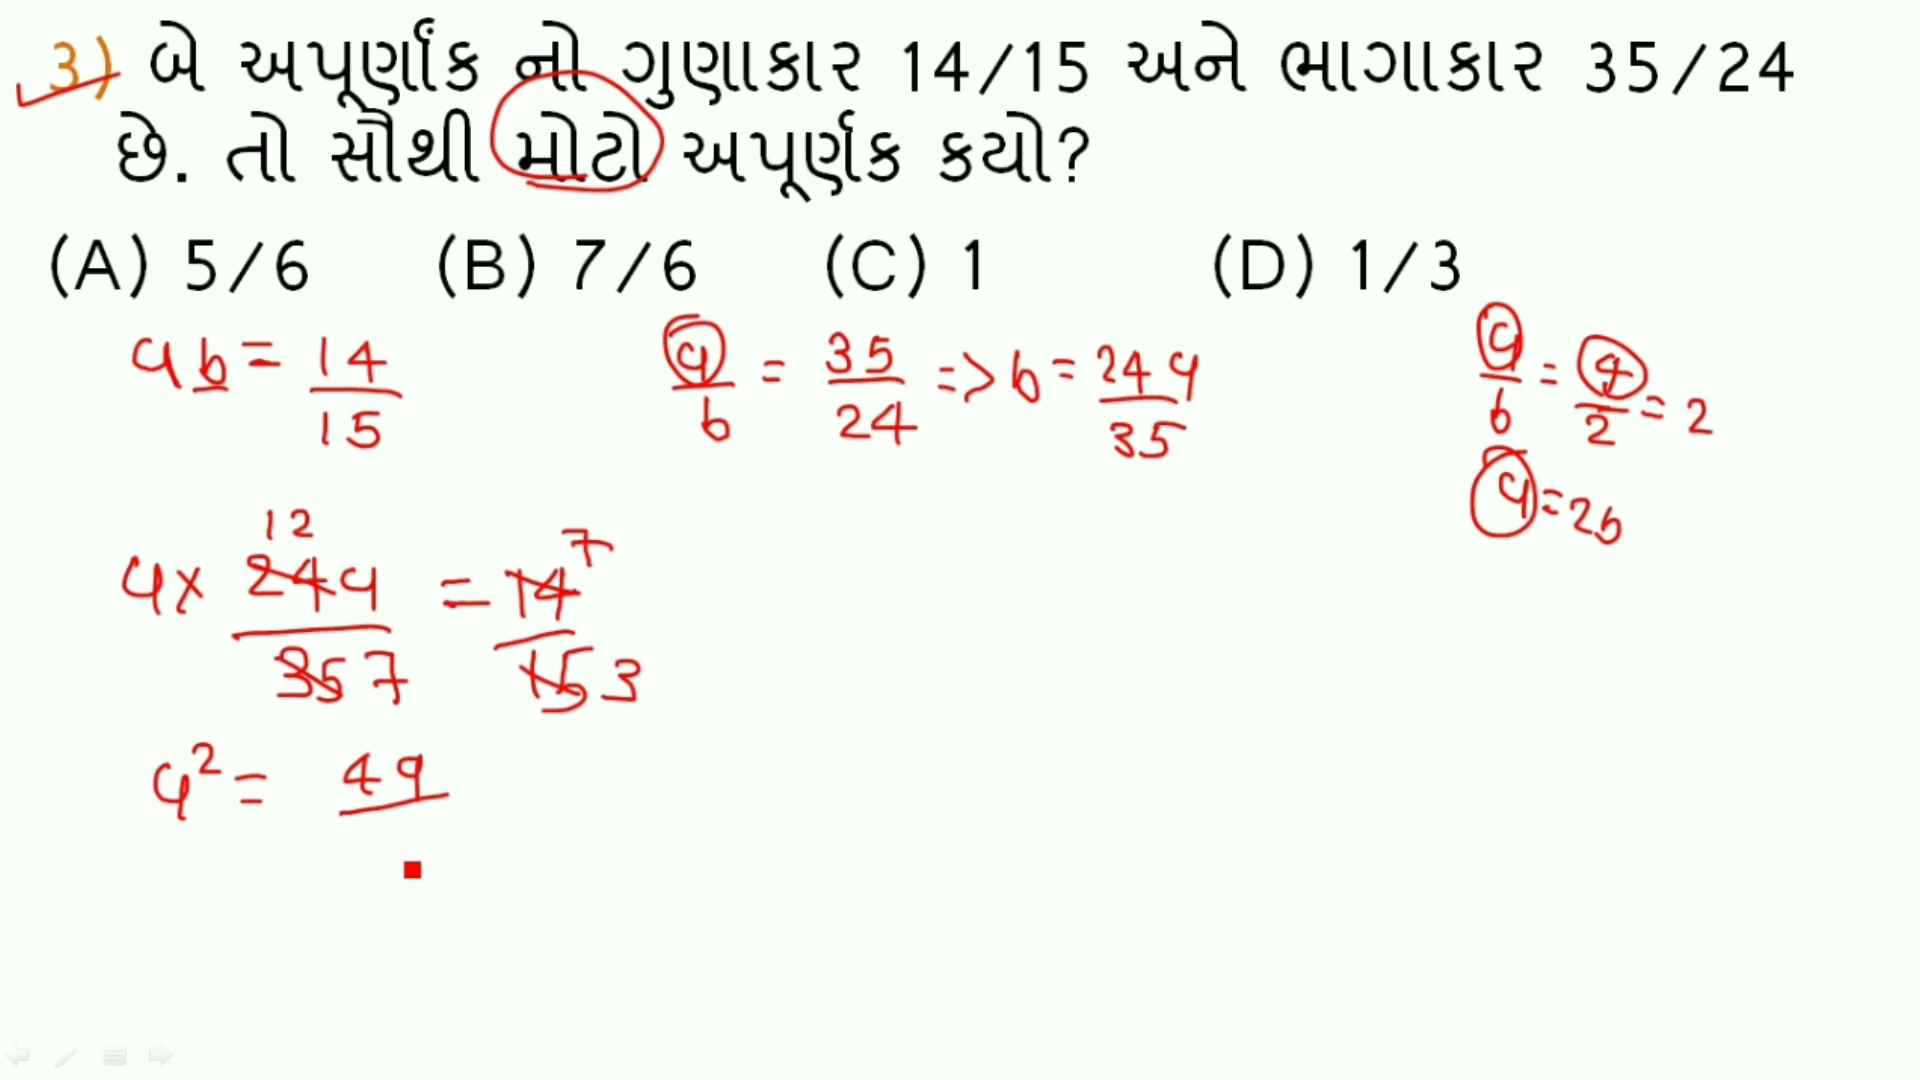 3) બે અપૂર્ણાંક નો ગુણાકાર 14/15 અને ભાગાકાર 35/24
છે. તો સૌથી મોટો અપૂર્ણક કયો?
(A) 5/6 (B) 7/6 (C) 1 (D) 1/3
ab = 14/15
a/b = 35/24 => b = 24a/35
a/b = 4/2 = 2
a = 2b
12 7
a x 24a/35 7 = 14/15 3
a² = 49